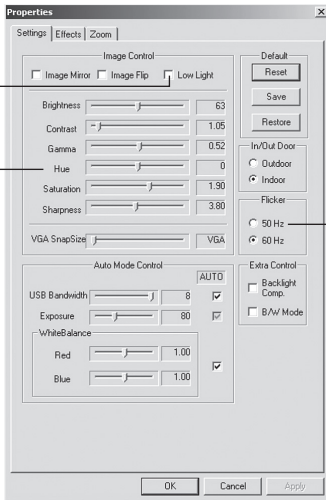 Properties
Settings Effects Zoom
Image Control
Image Mirror Image Flip Low Light
Brightness 63
Contrast 1.05
Gamma 0.52
Hue 0
Saturation 1.90
Sharpness 3.80
VGA SnapSize VGA
Default
Reset
Save
Restore
In/Out Door
Outdoor
Indoor
Flicker
50 Hz
60 Hz
Auto Mode Control
AUTO
USB Bandwidth 8
Exposure 80
WhiteBalance
Red 1.00
Blue 1.00
Extra Control
Backlight
Comp.
B/W Mode
OK Cancel Apply